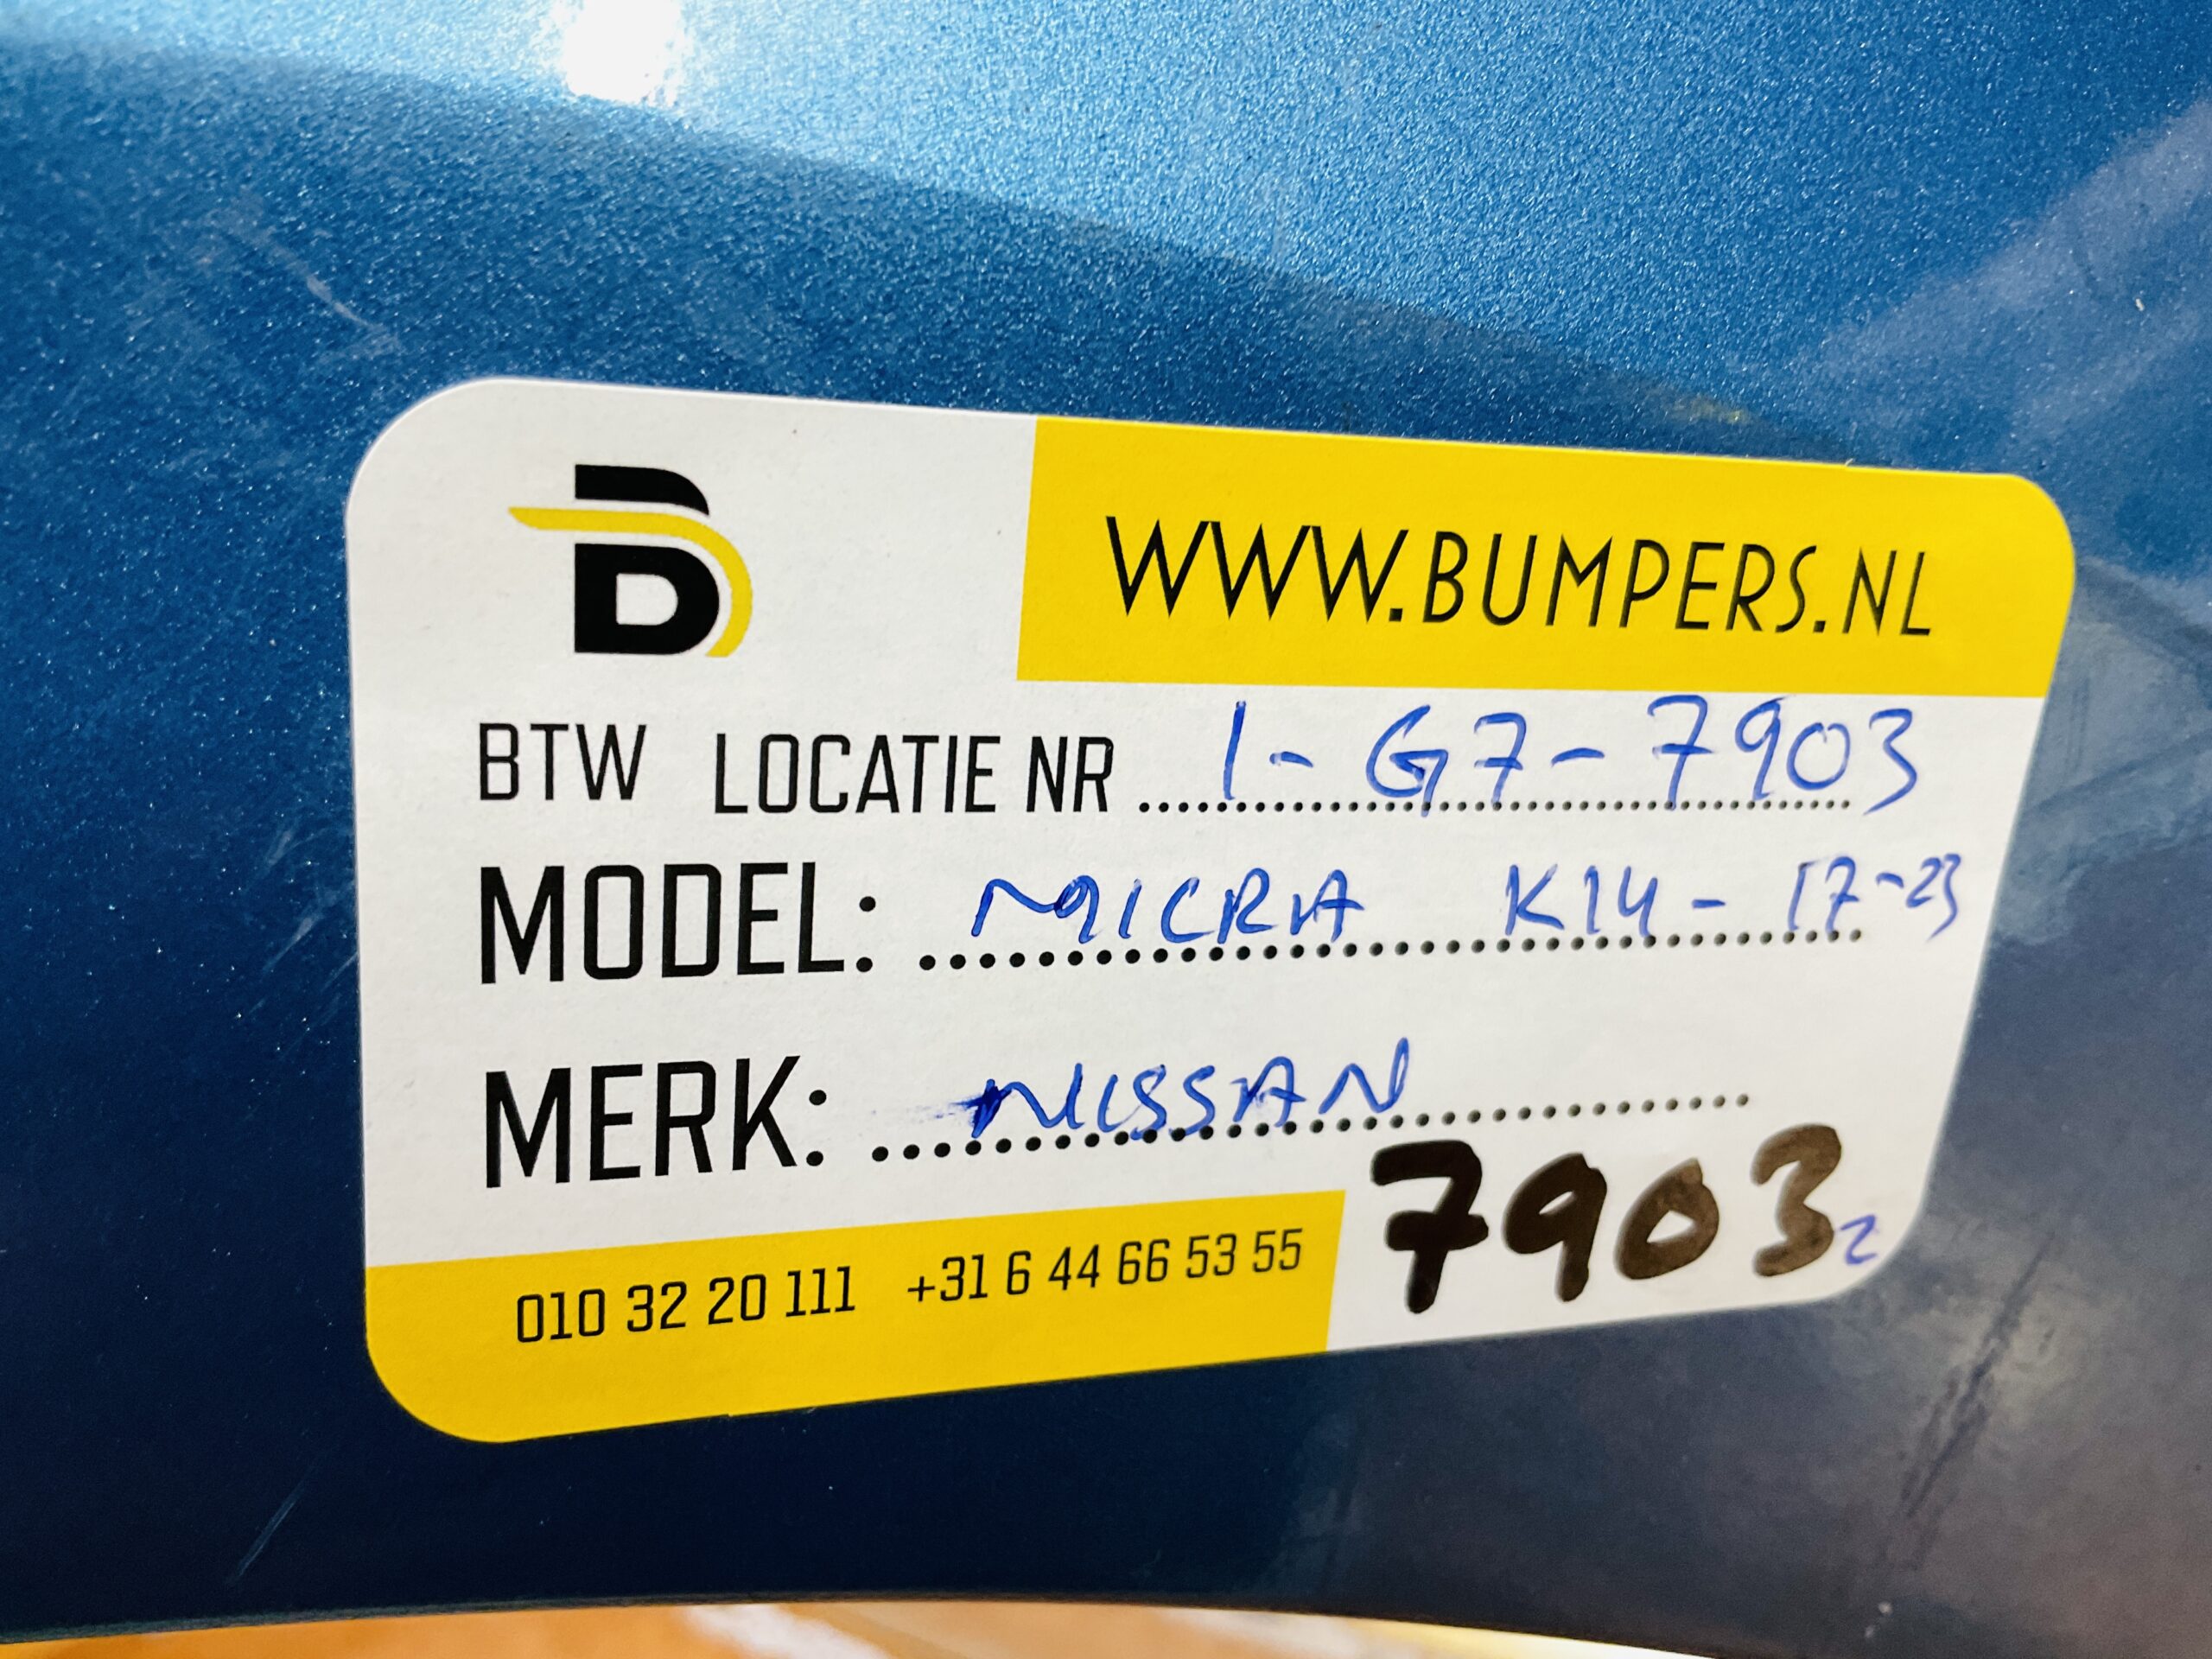 B
WWW.BUMPERS.NL
BTW LOCATIE NR 1-G7-7903
MODEL: MICRA K14-17-23
MERK: NISSAN
7903 2
010 32 20 111 +31 6 44 66 53 55